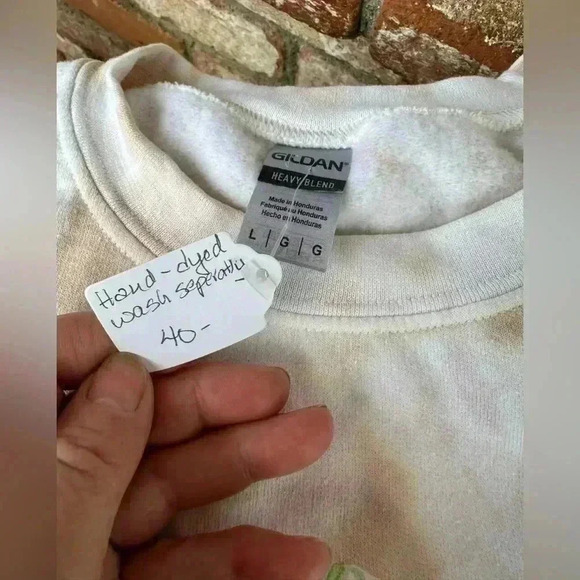 GILDAN
HEAVY BLEND
Made in Honduras
Fabriqué au Honduras
Hecho en Honduras
L | G | G
Hand-dyed
wash seperatly
40-